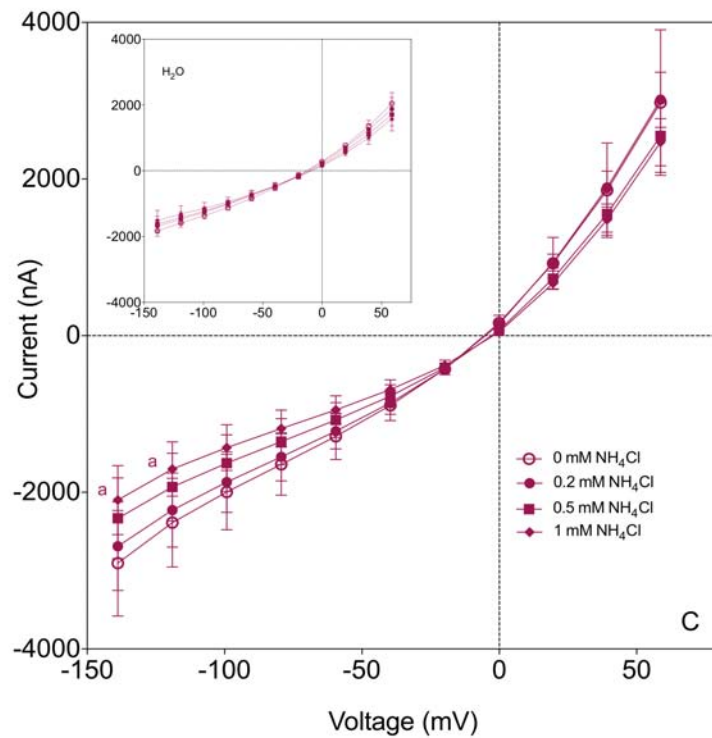 4000
2000
0
-2000
-4000
Current (nA)
4000
2000
0
-2000
-4000
H2O
-150
-100
-50
0
50
a
a
0 mM NH4Cl
0.2 mM NH4Cl
0.5 mM NH4Cl
1 mM NH4Cl
C
-150
-100
-50
0
50
Voltage (mV)